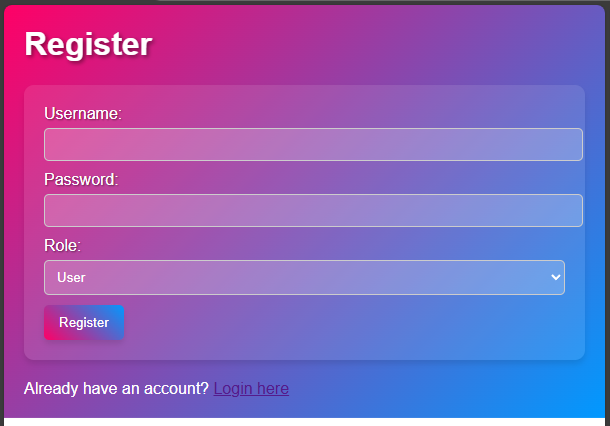 Register
Username:
Password:
Role:
User
Register
Already have an account? Login here